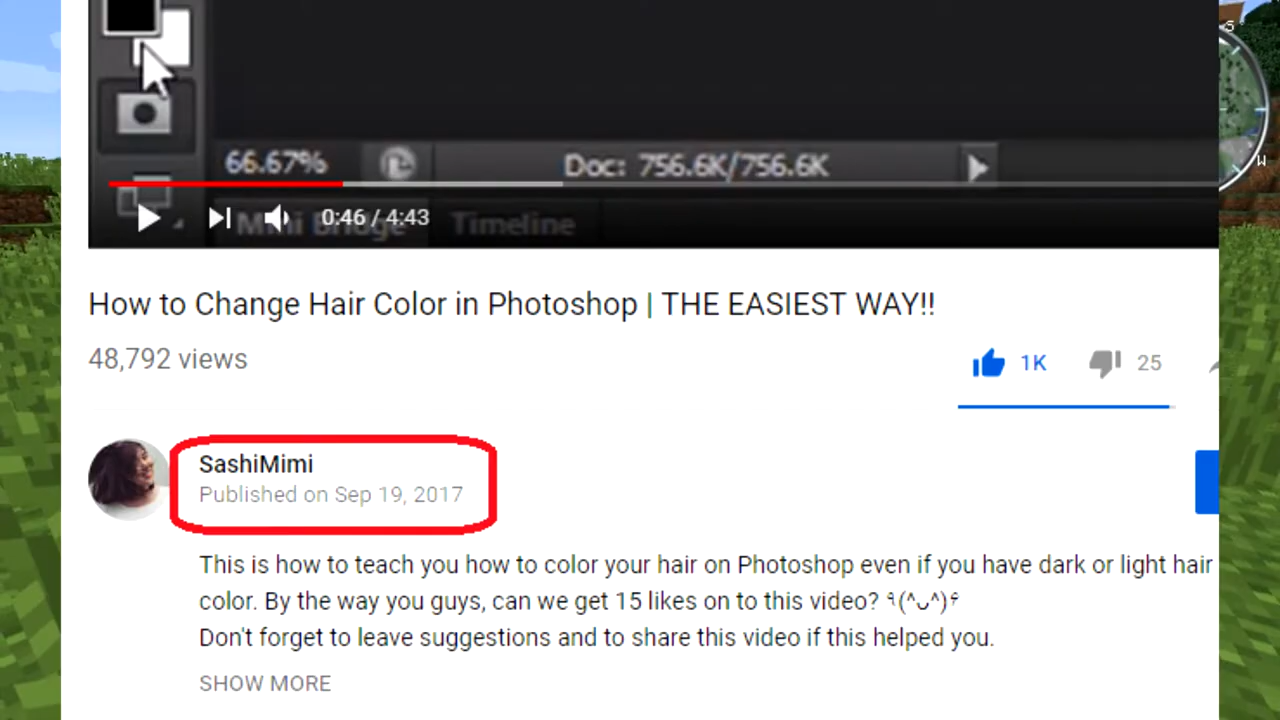 S
W
66.67%
Doc: 756.6K/756.6K
0:46 / 4:43
Mini Bridge
Timeline
How to Change Hair Color in Photoshop | THE EASIEST WAY!!
48,792 views
1K
25
SashiMimi
Published on Sep 19, 2017
This is how to teach you how to color your hair on Photoshop even if you have dark or light hair
color. By the way you guys, can we get 15 likes on to this video? ٩(^ᴗ^)۶
Don't forget to leave suggestions and to share this video if this helped you.
SHOW MORE